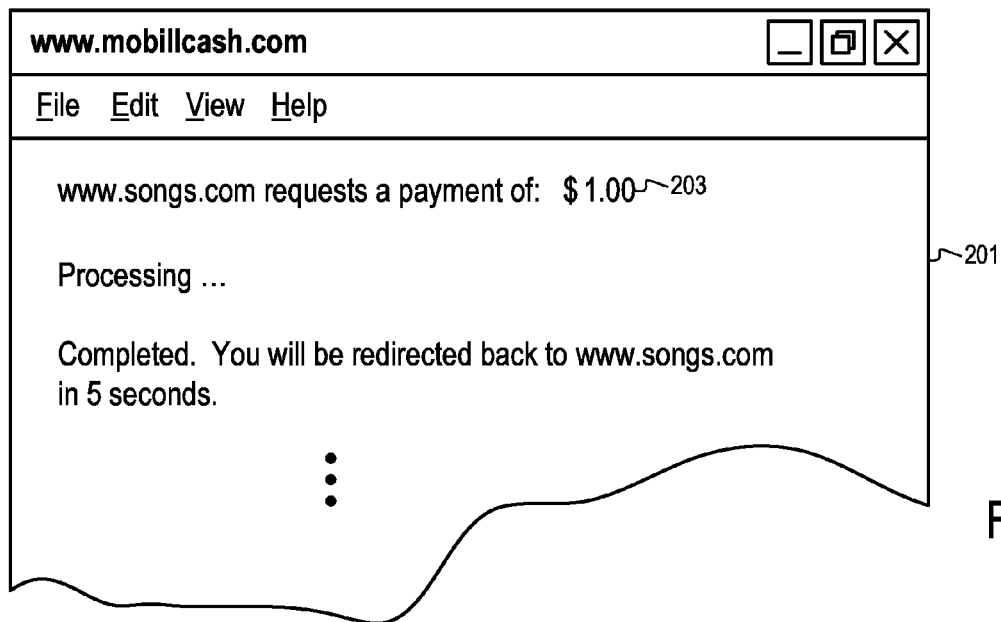 www.mobillcash.com
File Edit View Help
www.songs.com requests a payment of: $ 1.00 203
201
Processing ...
Completed. You will be redirected back to www.songs.com
in 5 seconds.
F